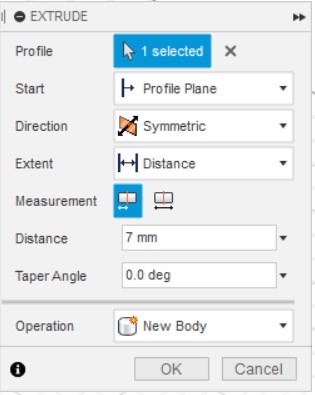 EXTRUDE
Profile 1 selected
Start Profile Plane
Direction Symmetric
Extent Distance
Measurement
Distance 7 mm
Taper Angle 0.0 deg
Operation New Body
OK Cancel